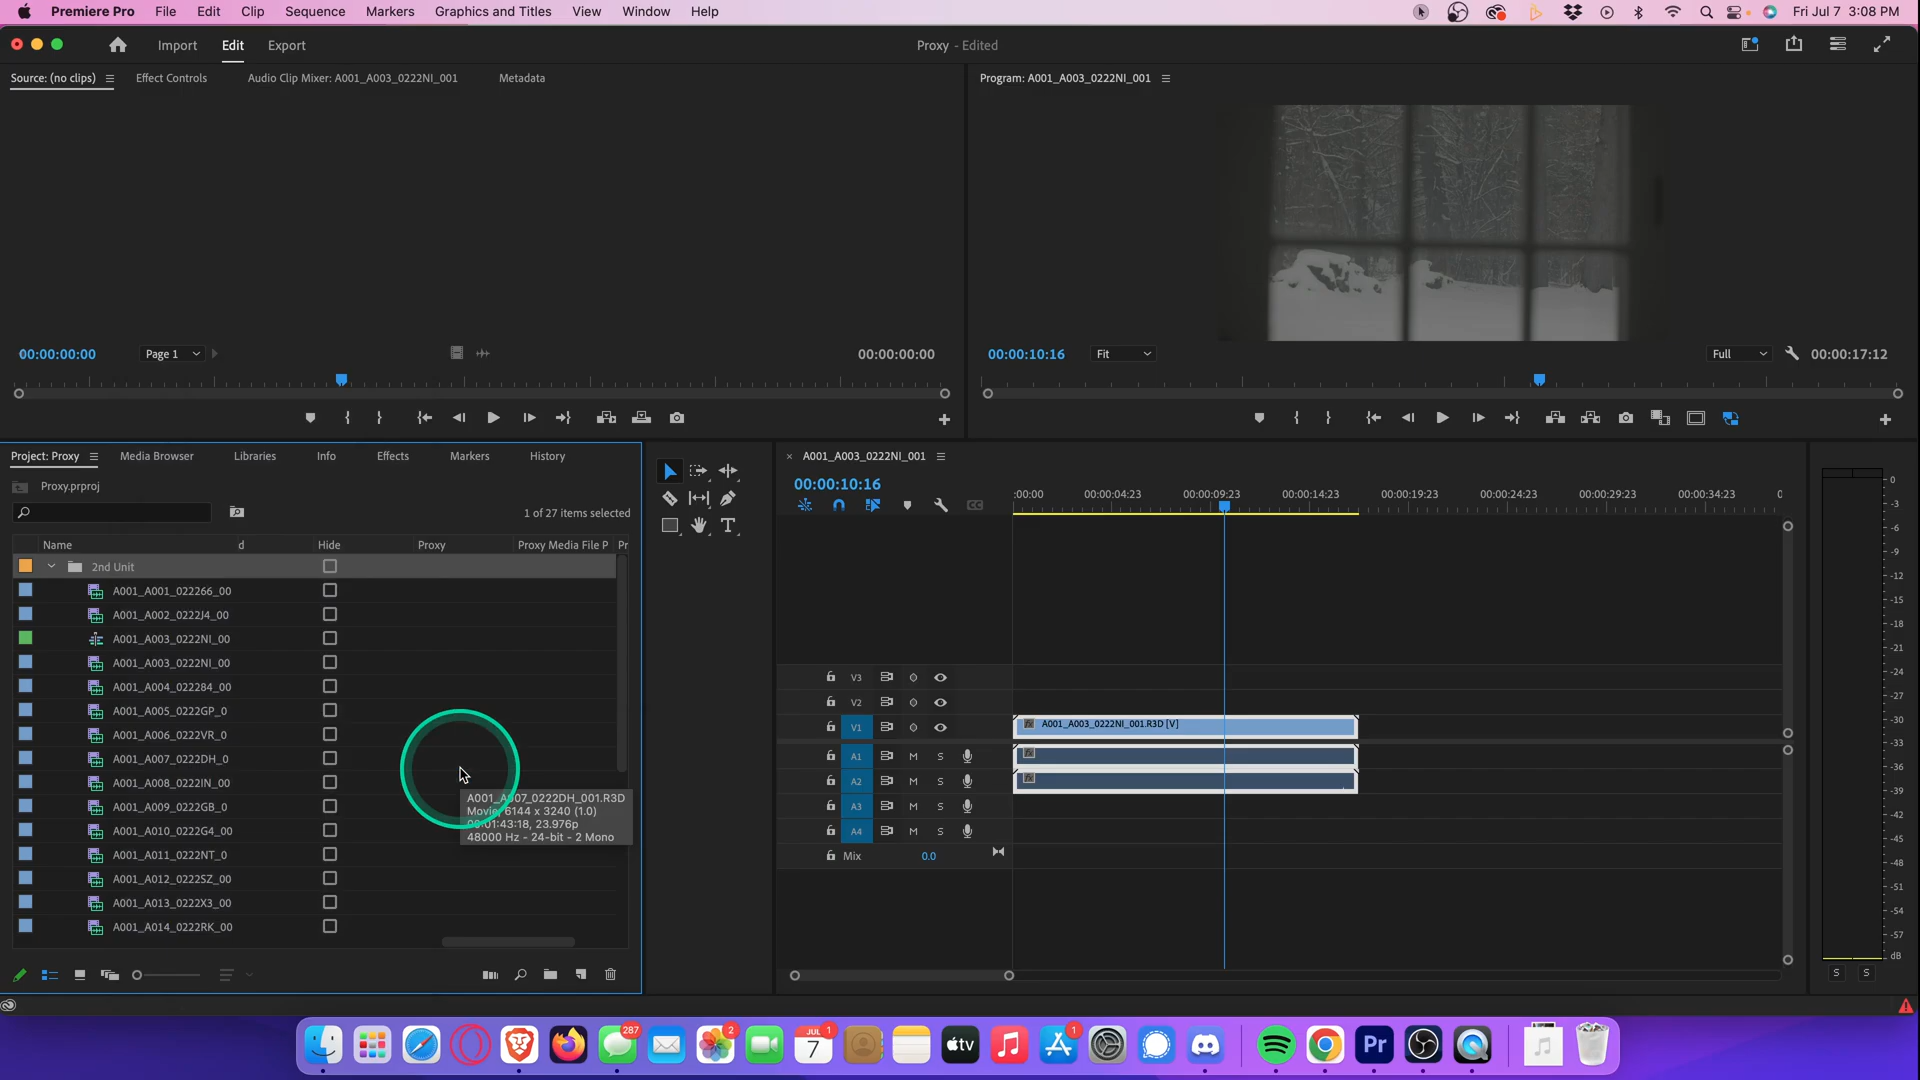 Premiere Pro File Edit Clip Sequence Markers Graphics and Titles View Window Help Fri Jul 7 3:08 PM
Import Edit Export Proxy - Edited
Source: (no clips) Effect Controls Audio Clip Mixer: A001_A003_0222NI_001 Metadata
Program: A001_A003_0222NI_001
00:00:00:00 Page 1 00:00:00:00
00:00:10:16 Fit Full 00:00:17:12
Project: Proxy Media Browser Libraries Info Effects Markers History
Proxy.prproj
1 of 27 items selected
Name d Hide Proxy Proxy Media File P Pr
2nd Unit
A001_A001_022266_00
A001_A002_0222J4_00
A001_A003_0222NI_00
A001_A003_0222NI_00
A001_A004_022284_00
A001_A005_0222GP_0
A001_A006_0222VR_0
A001_A007_0222DH_0
A001_A008_0222IN_00
A001_A009_0222GB_0
A001_A010_0222G4_00
A001_A011_0222NT_0
A001_A012_0222SZ_00
A001_A013_0222X3_00
A001_A014_0222RK_00
A001_A007_0222DH_001.R3D
Movie, 6144 x 3240 (1.0)
00:01:43:18, 23.976p
48000 Hz - 24-bit - 2 Mono
T
A001_A003_0222NI_001
00:00:10:16
CC
:00:00 00:00:04:23 00:00:09:23 00:00:14:23 00:00:19:23 00:00:24:23 00:00:29:23 00:00:34:23 0
V3
V2
V1 fx A001_A003_0222NI_001.R3D [V]
A1 M S fx
A2 M S fx
A3 M S
A4 M S
Mix 0.0
0
-3
-6
-9
-12
-15
-18
-21
-24
-27
-30
-33
-36
-39
-42
-45
-48
-51
-54
-57
dB
S S
287 2 JUL 7 1 tv 1 Pr